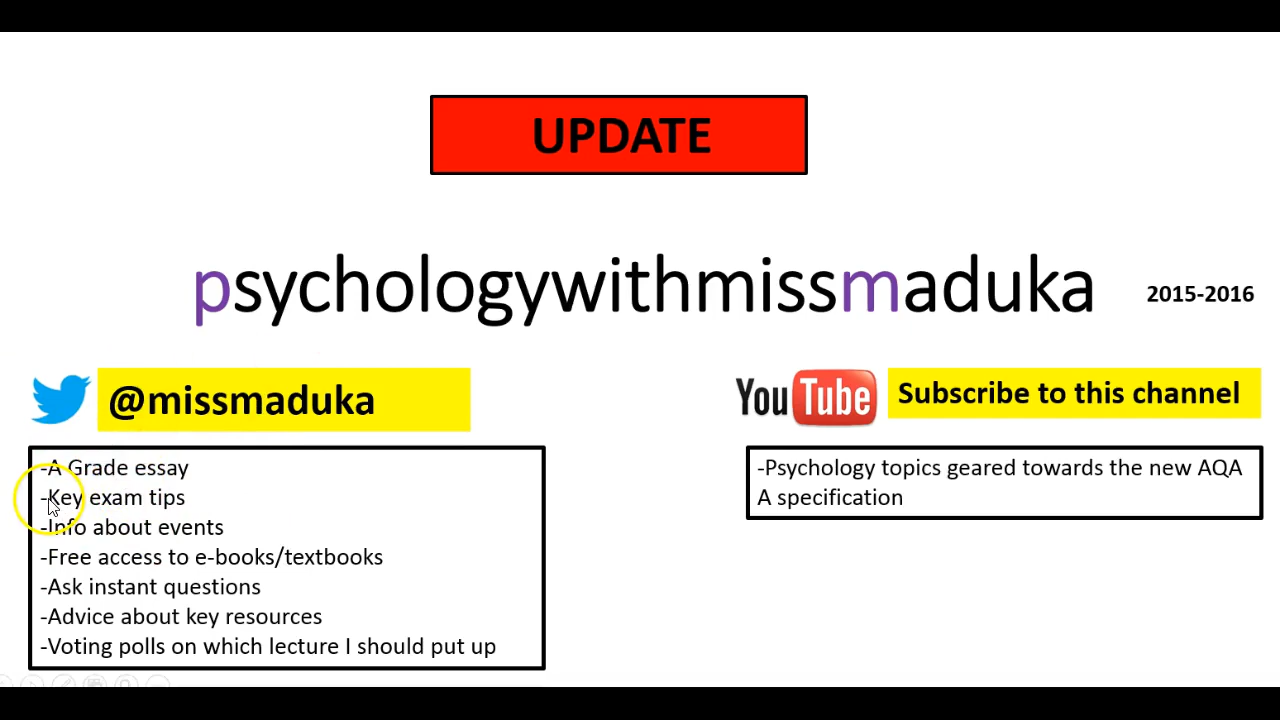 UPDATE
psychologywithmissmaduka
2015-2016
@missmaduka
-A Grade essay
-Key exam tips
-Info about events
-Free access to e-books/textbooks
-Ask instant questions
-Advice about key resources
-Voting polls on which lecture I should put up
YouTube
Subscribe to this channel
-Psychology topics geared towards the new AQA
A specification